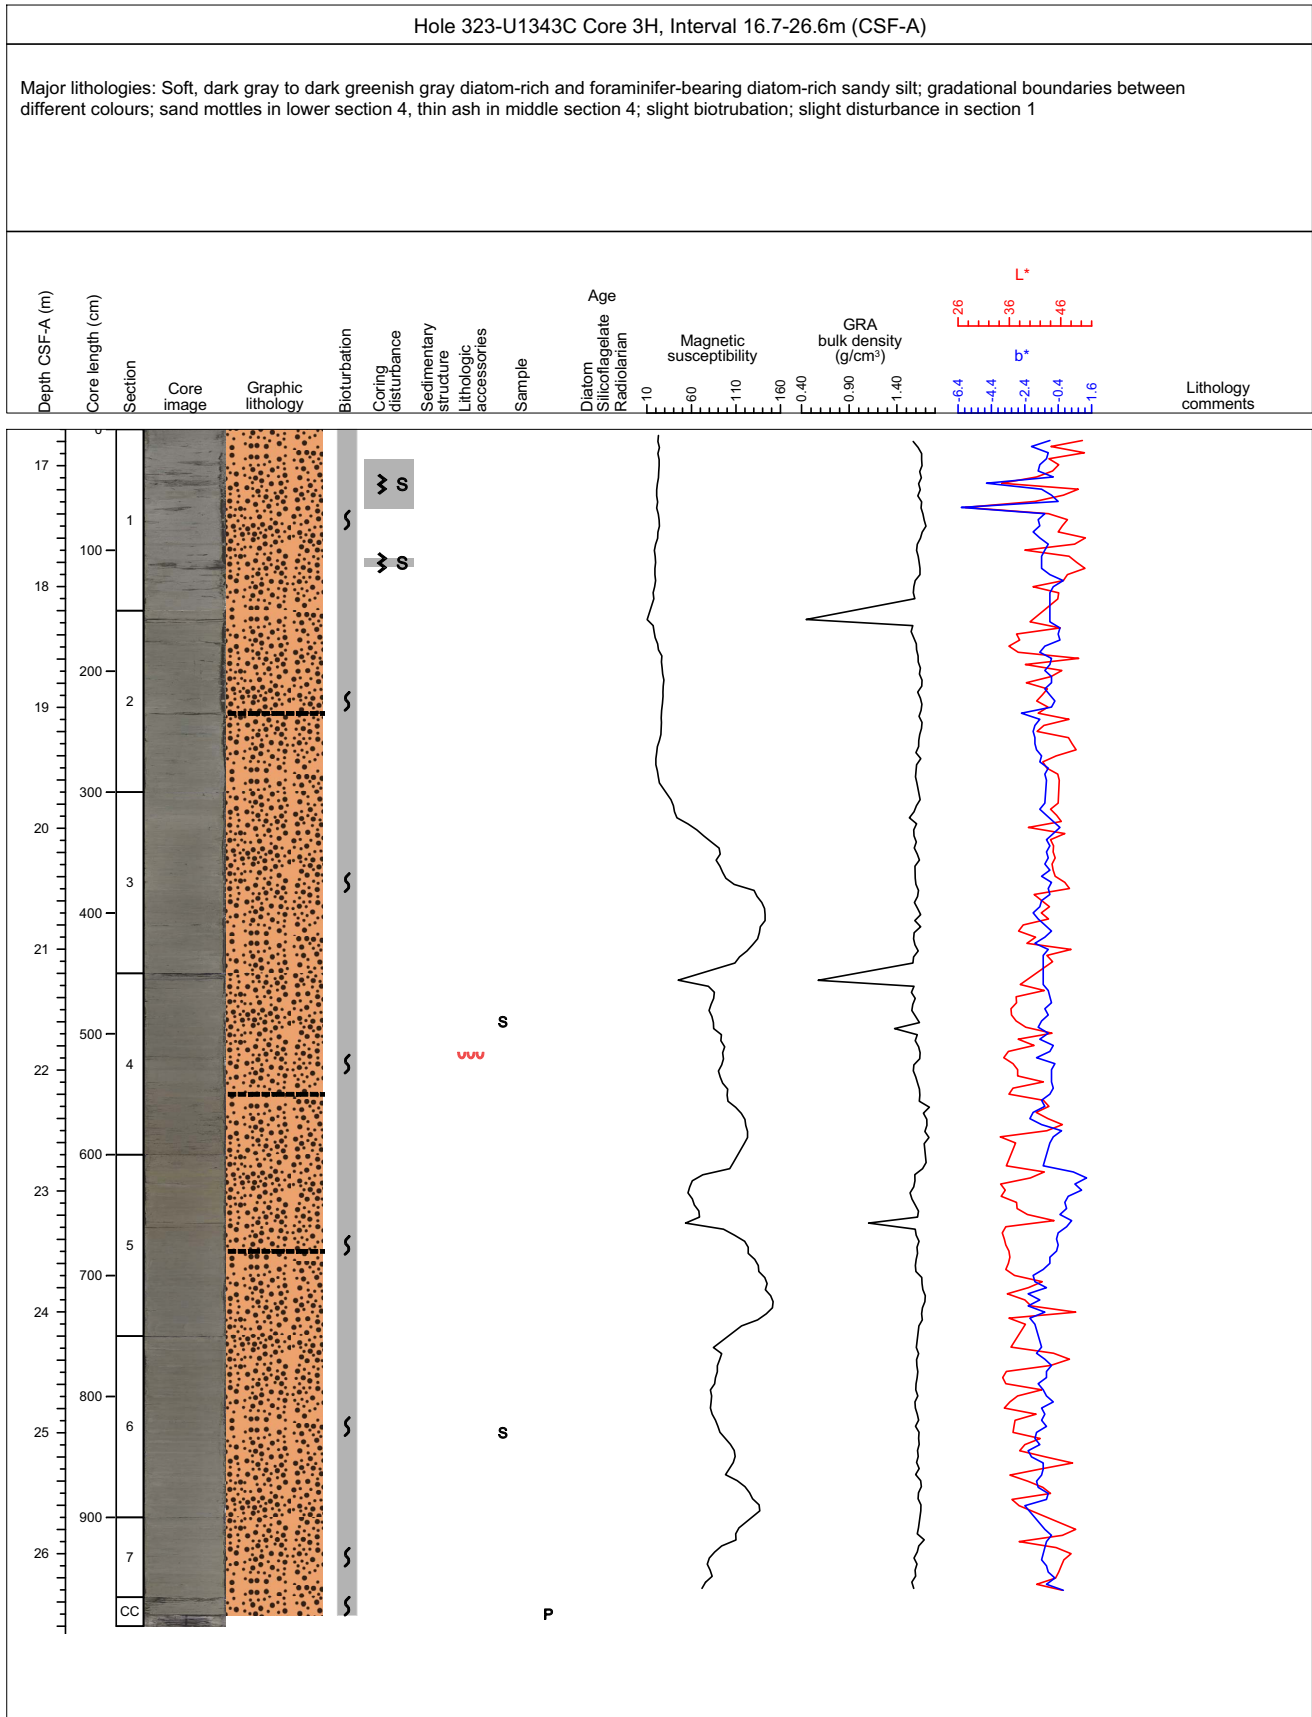 Hole 323-U1343C Core 3H, Interval 16.7-26.6m (CSF-A)
Major lithologies: Soft, dark gray to dark greenish gray diatom-rich and foraminifer-bearing diatom-rich sandy silt; gradational boundaries between
different colours; sand mottles in lower section 4, thin ash in middle section 4; slight biotrubation; slight disturbance in section 1
Depth CSF-A (m)
Core length (cm)
Section
Core
image
Graphic
lithology
Bioturbation
Coring
disturbance
Sedimentary
structure
Lithologic
accessories
Sample
Age
Diatom
Silicoflagelate
Radiolarian
Magnetic
susceptibility
10 60 110 160
GRA
bulk density
(g/cm³)
0.40 0.90 1.40
L*
26 36 46
b*
-6.4 -4.4 -2.4 -0.4 1.6
Lithology
comments
0
17
S
1
100
S
18
200
2
19
300
20
3
400
21
S
500
4
22
600
23
5
700
24
800
6
25
S
900
26
7
CC
P